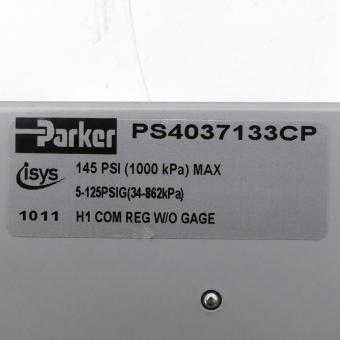 Parker PS4037133CP
isys 145 PSI (1000 kPa) MAX
5-125PSIG(34-862kPa)
1011 H1 COM REG W/O GAGE